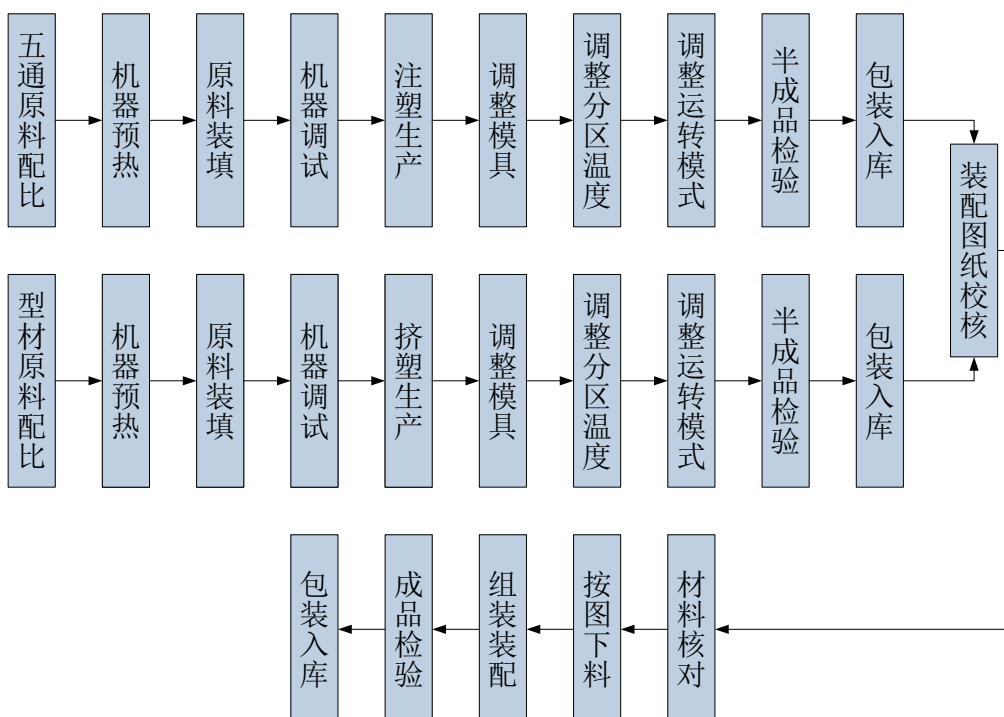 五通原料配比
机器预热
原料装填
机器调试
注塑生产
调整模具
调整分区温度
调整运转模式
半成品检验
包装入库
装配图纸校核
型材原料配比
机器预热
原料装填
机器调试
挤塑生产
调整模具
调整分区温度
调整运转模式
半成品检验
包装入库
材料核对
按图下料
组装装配
成品检验
包装入库